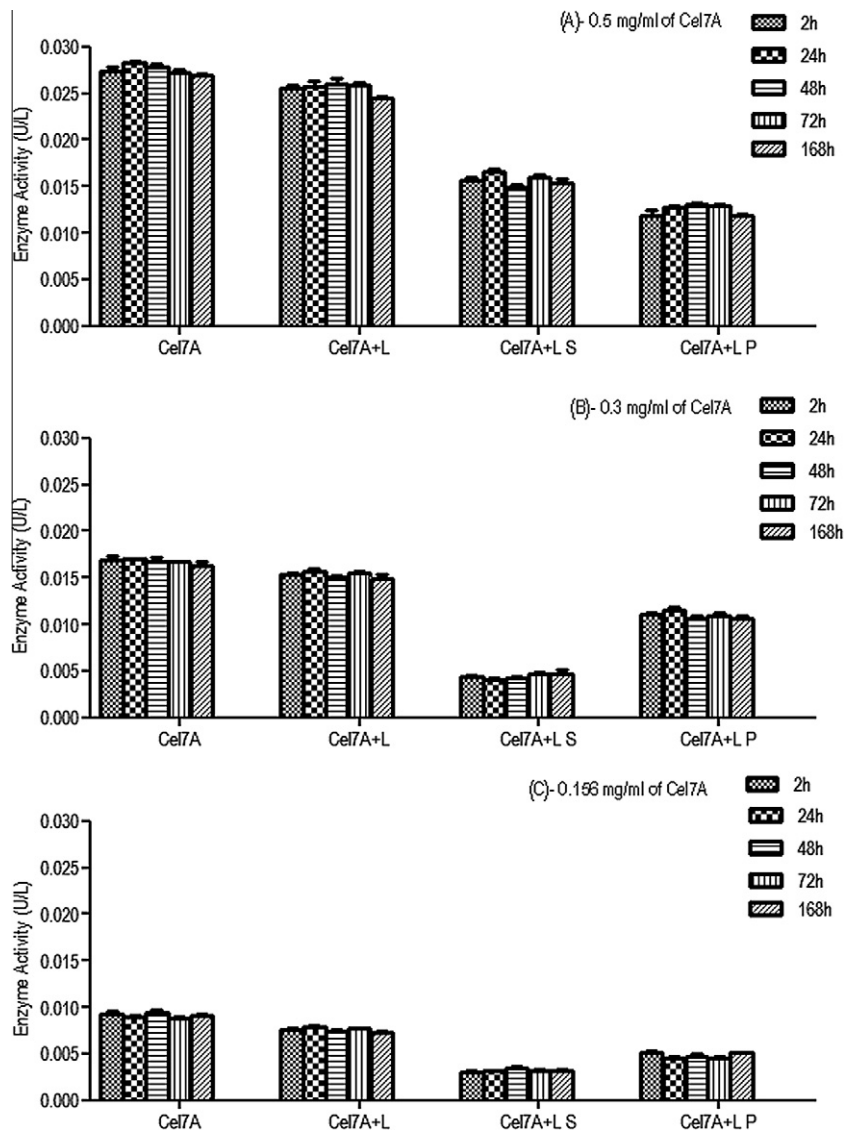 (A)- 0.5 mg/ml of Cel7A
2h
24h
48h
72h
168h
Enzyme Activity (U/L)
0.030
0.025
0.020
0.015
0.010
0.005
0.000
Cel7A
Cel7A+L
Cel7A+L S
Cel7A+L P
(B)- 0.3 mg/ml of Cel7A
2h
24h
48h
72h
168h
Enzyme Activity (U/L)
0.030
0.025
0.020
0.015
0.010
0.005
0.000
Cel7A
Cel7A+L
Cel7A+L S
Cel7A+L P
(C)- 0.156 mg/ml of Cel7A
2h
24h
48h
72h
168h
Enzyme Activity (U/L)
0.030
0.025
0.020
0.015
0.010
0.005
0.000
Cel7A
Cel7A+L
Cel7A+L S
Cel7A+L P